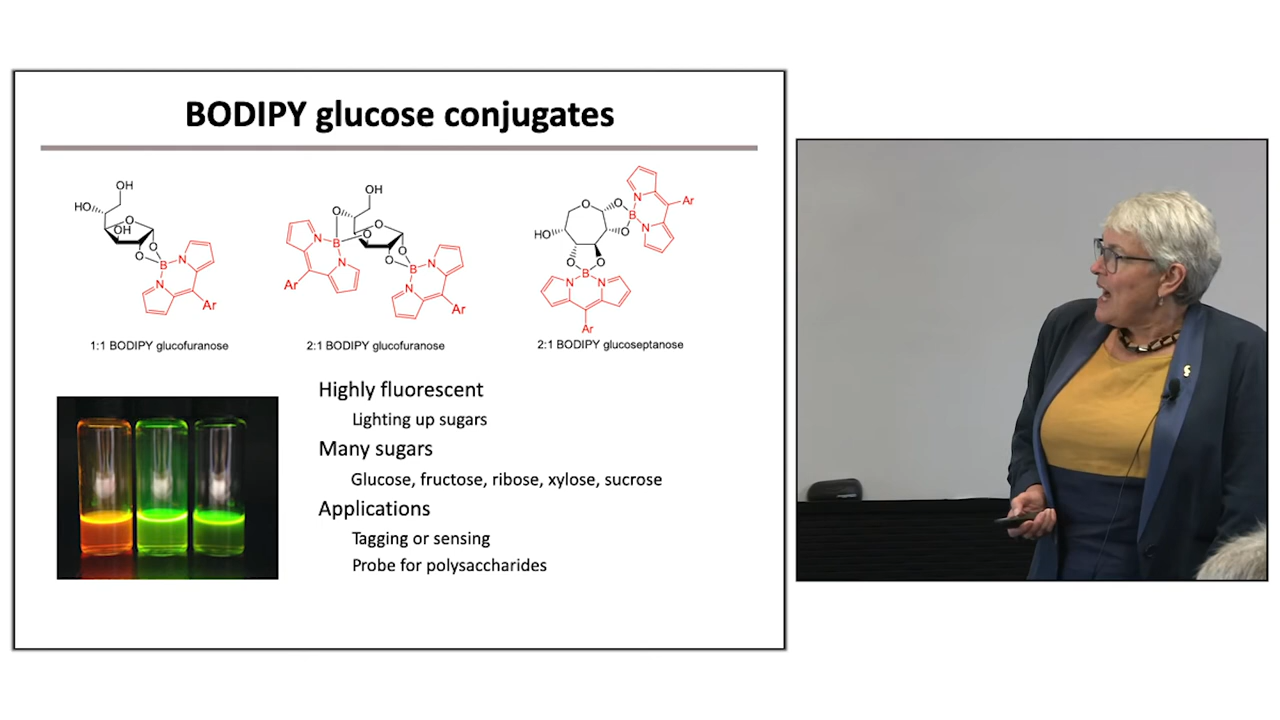 BODIPY glucose conjugates
OH
HO
O
OH
O
O
B
N
N
Ar
1:1 BODIPY glucofuranose
OH
O
O
O
N
B
O
O
N
B
N
N
Ar
Ar
2:1 BODIPY glucofuranose
O
O
N
Ar
B
HO
O
N
O
O
B
N
N
Ar
2:1 BODIPY glucoseptanose
Highly fluorescent
Lighting up sugars
Many sugars
Glucose, fructose, ribose, xylose, sucrose
Applications
Tagging or sensing
Probe for polysaccharides